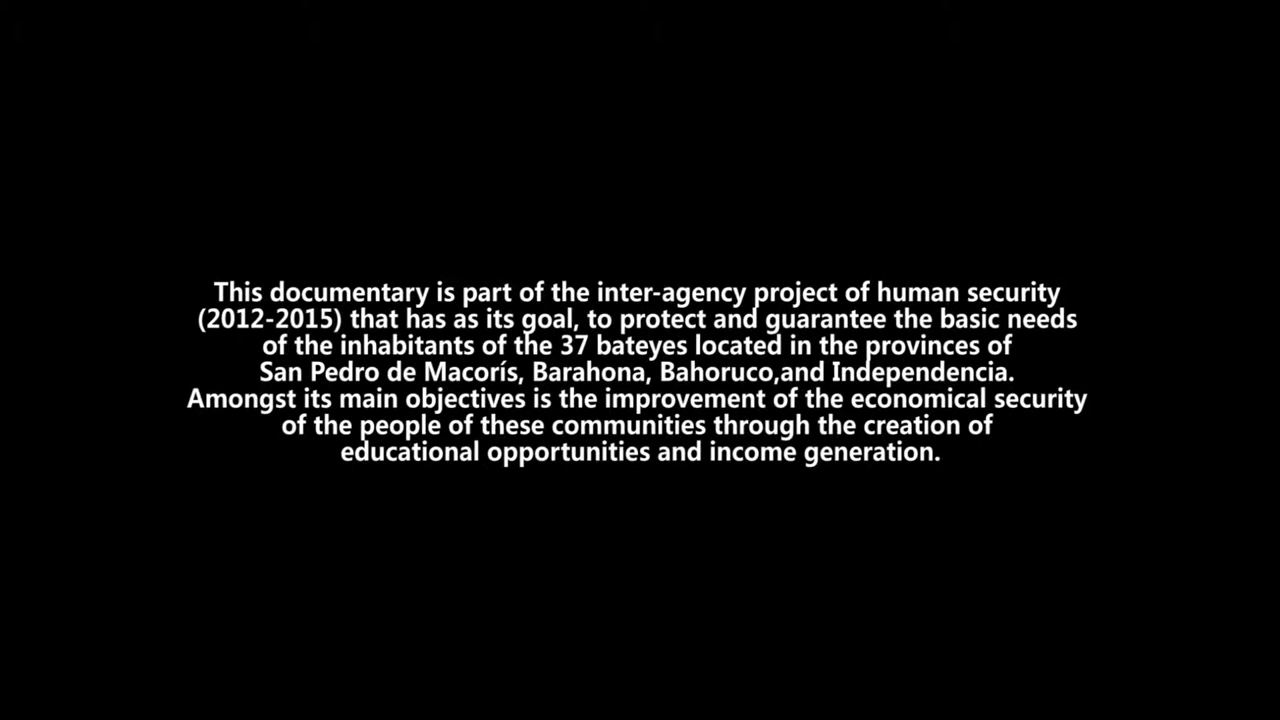 This documentary is part of the inter-agency project of human security
(2012-2015) that has as its goal, to protect and guarantee the basic needs
of the inhabitants of the 37 bateyes located in the provinces of
San Pedro de Macorís, Barahona, Bahoruco,and Independencia.
Amongst its main objectives is the improvement of the economical security
of the people of these communities through the creation of
educational opportunities and income generation.